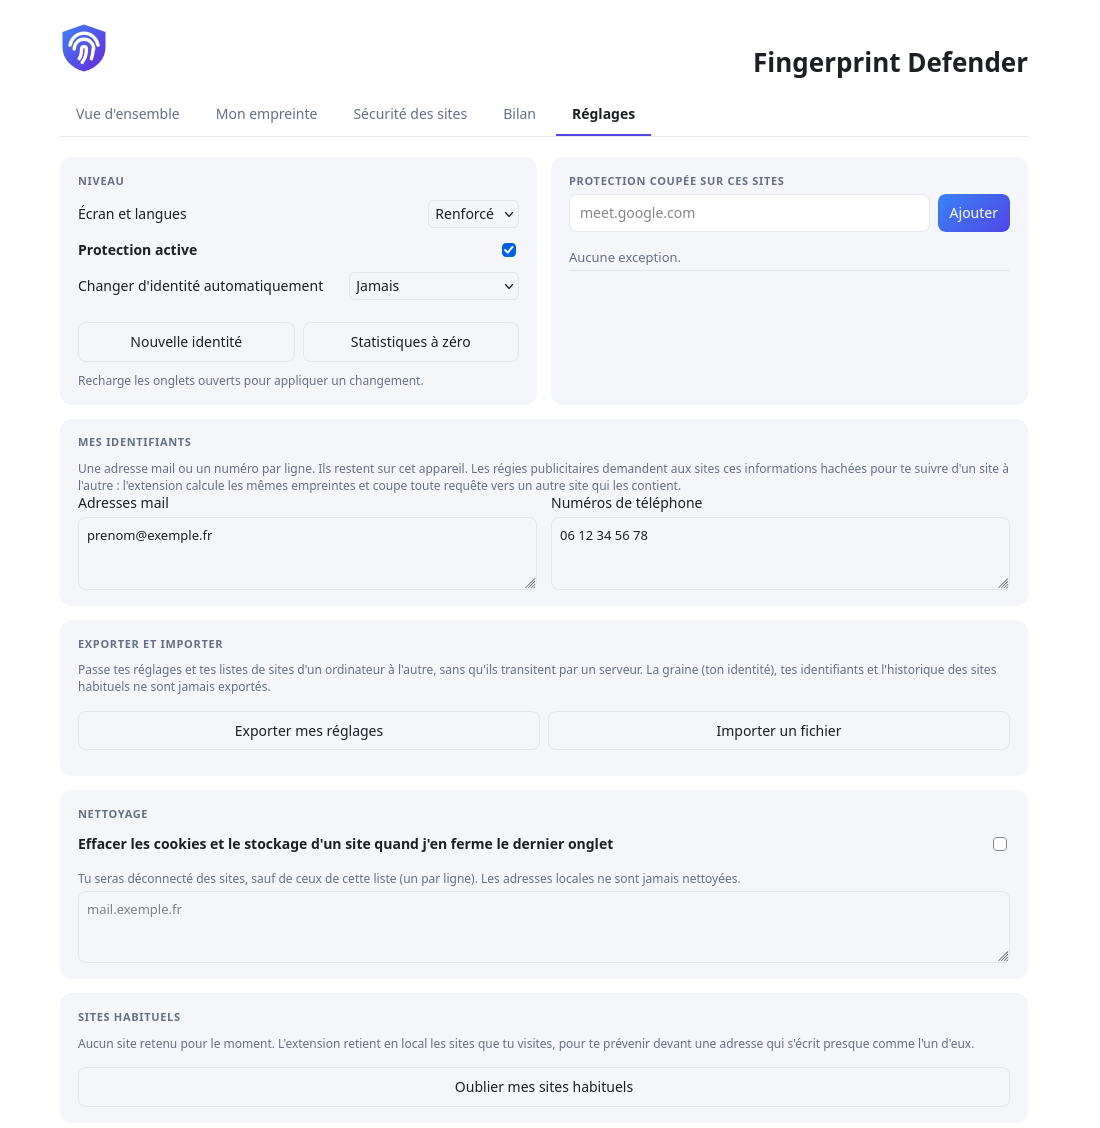 Fingerprint Defender
Vue d'ensemble
Mon empreinte
Sécurité des sites
Bilan
Réglages
NIVEAU
Écran et langues
Renforcé
Protection active
Changer d'identité automatiquement
Jamais
Nouvelle identité
Statistiques à zéro
Recharge les onglets ouverts pour appliquer un changement.
PROTECTION COUPÉE SUR CES SITES
meet.google.com
Ajouter
Aucune exception.
MES IDENTIFIANTS
Une adresse mail ou un numéro par ligne. Ils restent sur cet appareil. Les régies publicitaires demandent aux sites ces informations hachées pour te suivre d'un site à
l'autre : l'extension calcule les mêmes empreintes et coupe toute requête vers un autre site qui les contient.
Adresses mail
prenom@exemple.fr
Numéros de téléphone
06 12 34 56 78
EXPORTER ET IMPORTER
Passe tes réglages et tes listes de sites d'un ordinateur à l'autre, sans qu'ils transitent par un serveur. La graine (ton identité), tes identifiants et l'historique des sites
habituels ne sont jamais exportés.
Exporter mes réglages
Importer un fichier
NETTOYAGE
Effacer les cookies et le stockage d'un site quand j'en ferme le dernier onglet
Tu seras déconnecté des sites, sauf de ceux de cette liste (un par ligne). Les adresses locales ne sont jamais nettoyées.
mail.exemple.fr
SITES HABITUELS
Aucun site retenu pour le moment. L'extension retient en local les sites que tu visites, pour te prévenir devant une adresse qui s'écrit presque comme l'un d'eux.
Oublier mes sites habituels